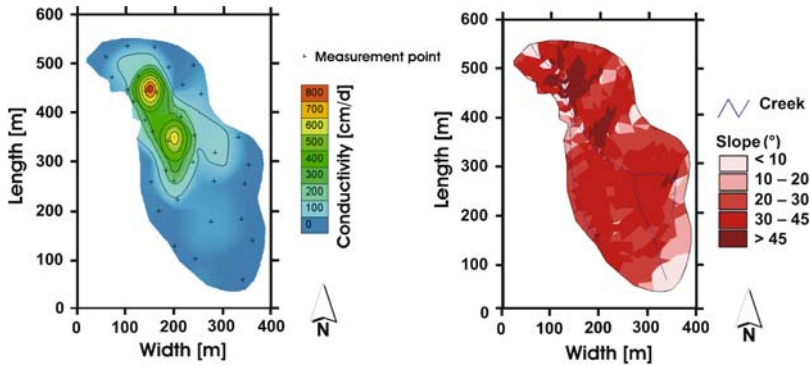 600
500
400
300
200
100
0
0
100
200
300
400
Length [m]
Width [m]
+ Measurement point
800
700
600
500
400
300
200
100
0
Conductivity [cm/d]
N
600
500
400
300
200
100
0
0
100
200
300
400
Length [m]
Width [m]
Creek
Slope (°)
< 10
10 – 20
20 – 30
30 – 45
> 45
N